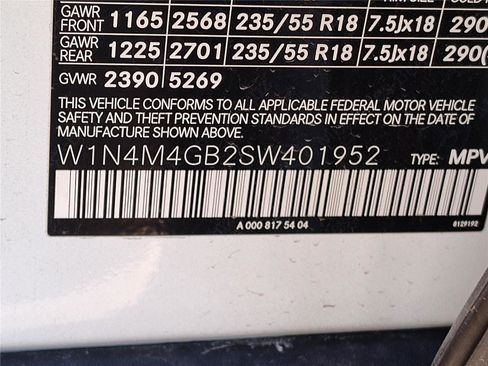 GAWR FRONT 1165 2568 235/55 R18 7.5Jx18 290
GAWR REAR 1225 2701 235/55 R18 7.5Jx18 290(
GVWR 2390 5269
THIS VEHICLE CONFORMS TO ALL APPLICABLE FEDERAL MOTOR VEHICLE
SAFETY AND THEFT PREVENTION STANDARDS IN EFFECT ON THE DATE OF
MANUFACTURE SHOWN ABOVE.
W1N4M4GB2SW401952 TYPE: MPV
A 000 817 54 04 8129192